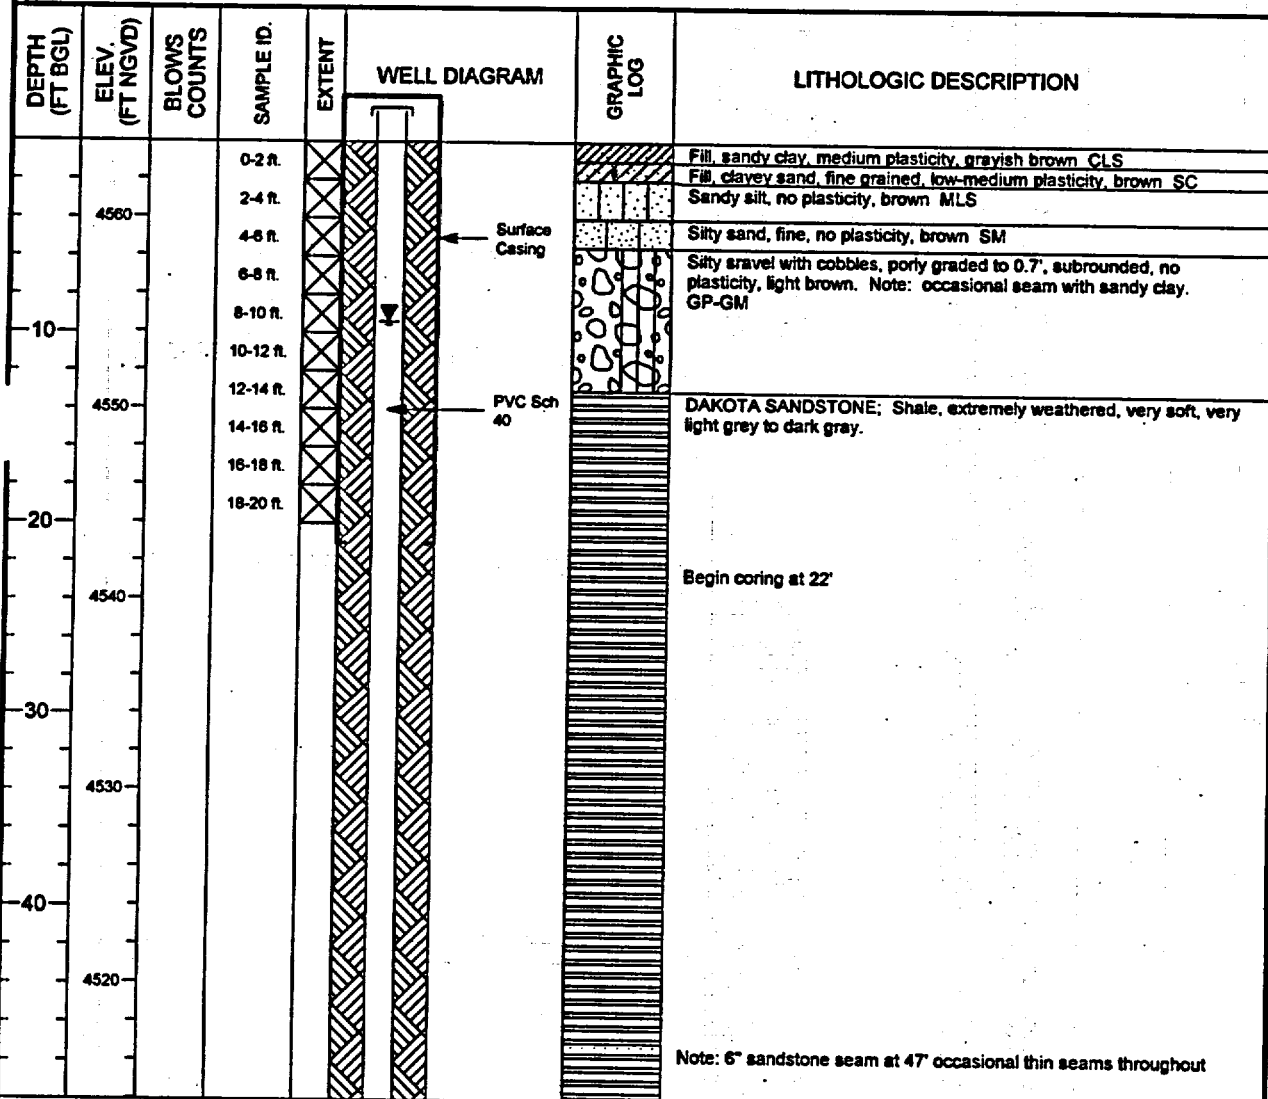 DEPTH
(FT BGL)
ELEV.
(FT NGVD)
BLOWS
COUNTS
SAMPLE ID.
EXTENT
WELL DIAGRAM
GRAPHIC
LOG
LITHOLOGIC DESCRIPTION
0-2 ft.
Fill, sandy clay, medium plasticity, grayish brown CLS
Fill, clayey sand, fine grained, low-medium plasticity, brown SC
2-4 ft.
Sandy silt, no plasticity, brown MLS
4560
4-6 ft.
Surface
Casing
Silty sand, fine, no plasticity, brown SM
6-8 ft.
Silty sravel with cobbles, porly graded to 0.7', subrounded, no
plasticity, light brown. Note: occasional seam with sandy clay.
GP-GM
8-10 ft.
10
10-12 ft.
12-14 ft.
4550
PVC Sch
40
DAKOTA SANDSTONE; Shale, extremely weathered, very soft, very
light grey to dark gray.
14-16 ft.
16-18 ft.
18-20 ft.
20
Begin coring at 22'
4540
30
4530
40
4520
Note: 6" sandstone seam at 47' occasional thin seams throughout